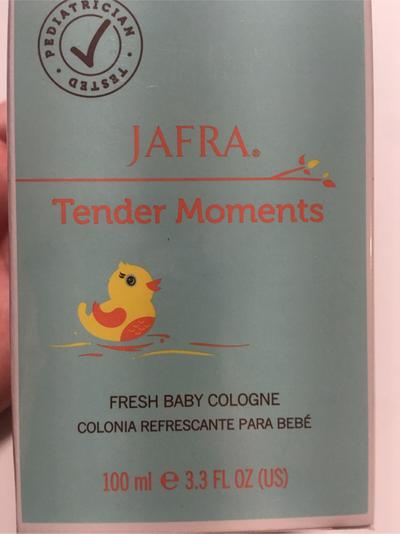 PEDIATRICIAN
TESTED
JAFRA®
Tender Moments
FRESH BABY COLOGNE
COLONIA REFRESCANTE PARA BEBÉ
100 ml ℮ 3.3 FL OZ (US)